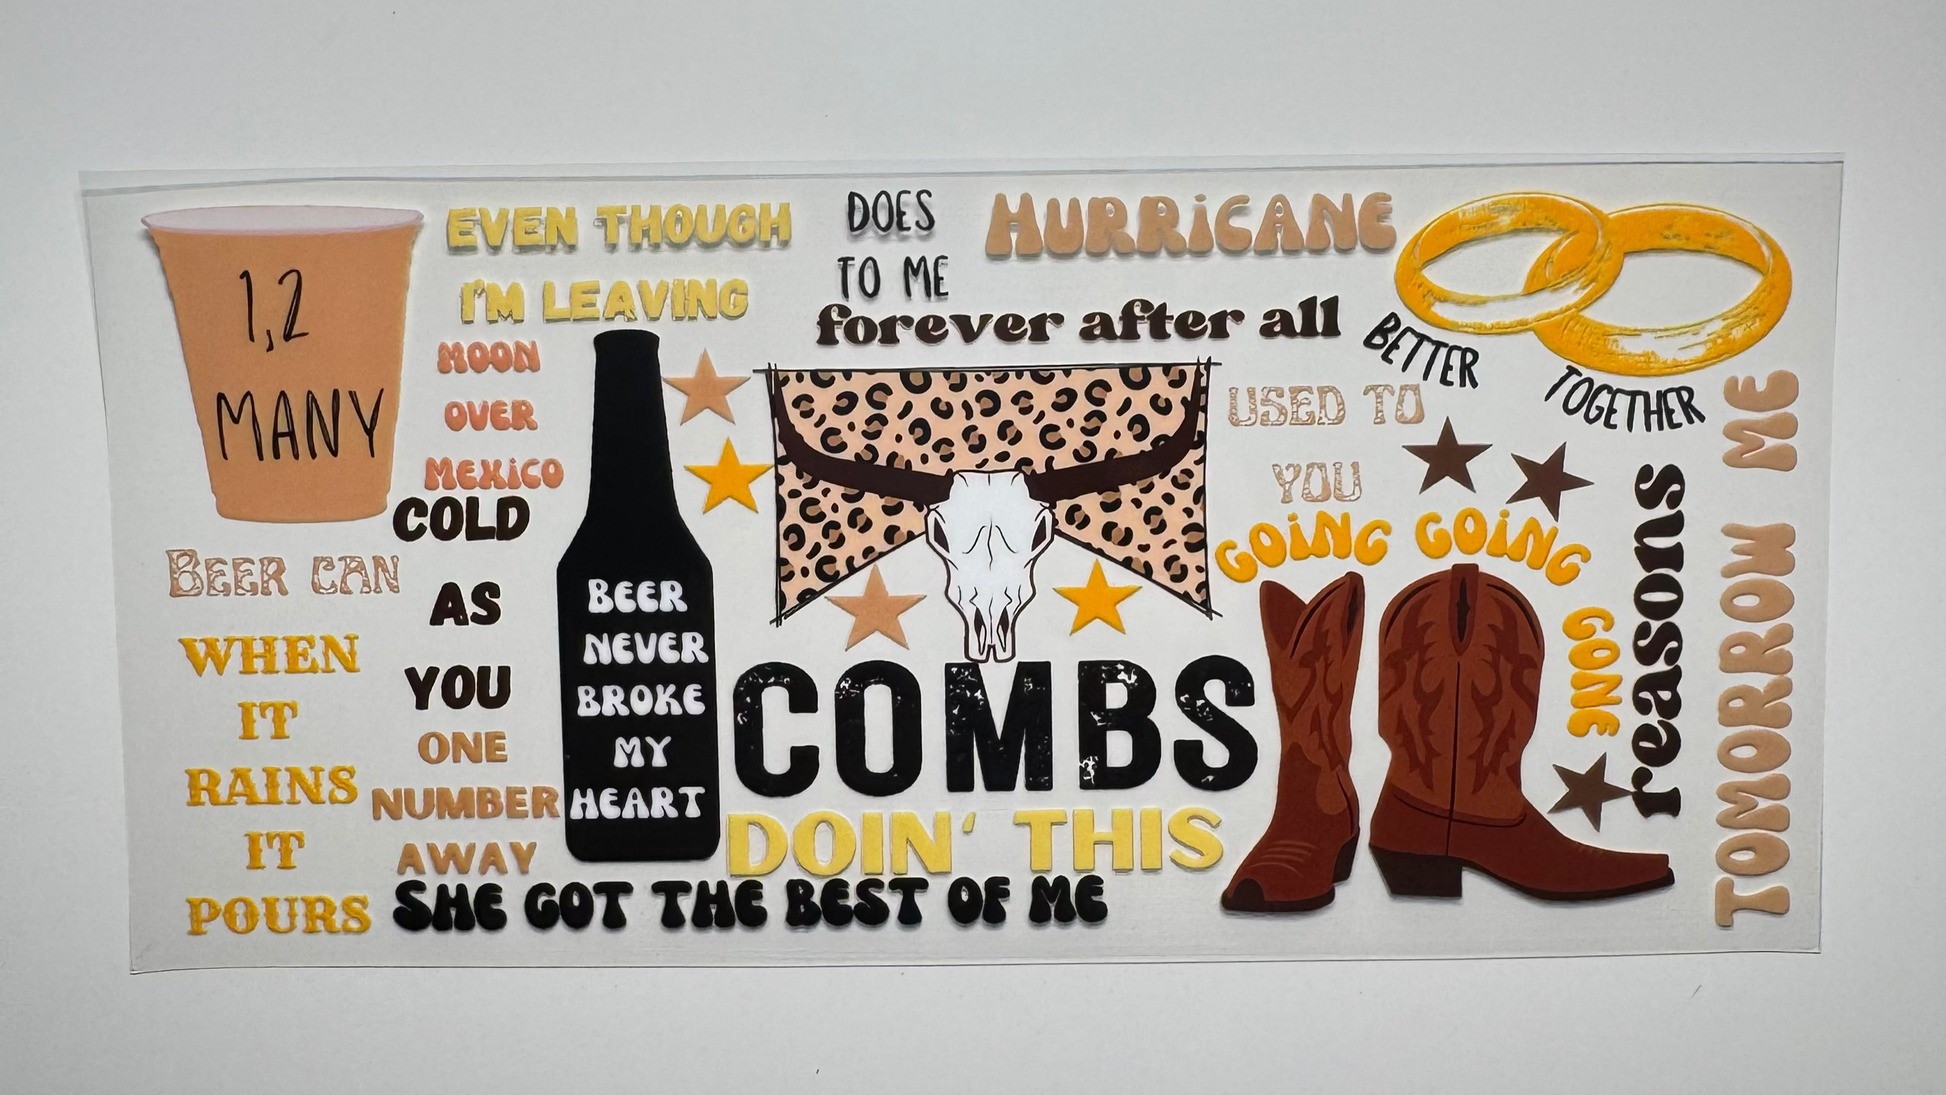 1,2
MANY
EVEN THOUGH
I'M LEAVING
DOES
TO ME
HURRiCANE
forever after all
BETTER
TOGETHER
MOON
OVER
MEXiCO
COLD
AS
YOU
BEER CAN
WHEN
IT
RAINS
IT
POURS
ONE
NUMBER
AWAY
BEER
NEVER
BROKE
MY
HEART
COMBS
DOIN' THIS
SHE GOT THE BEST OF ME
USED TO
YOU
GOiNG GOiNG
GONE
reasons
TOMORROW ME